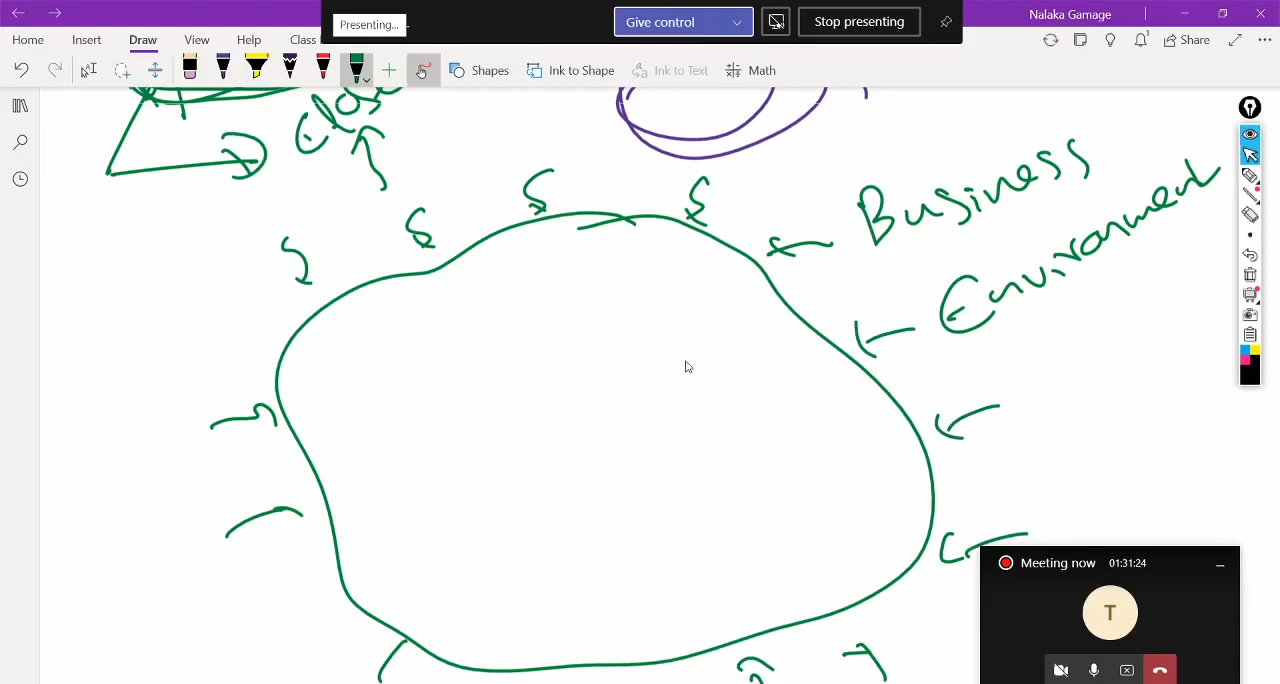 Presenting...
Give control
Stop presenting
Nalaka Gamage
Home Insert Draw View Help Class
Share
Shapes
Ink to Shape
Ink to Text
Math
Business
Environment
Meeting now 01:31:24
T